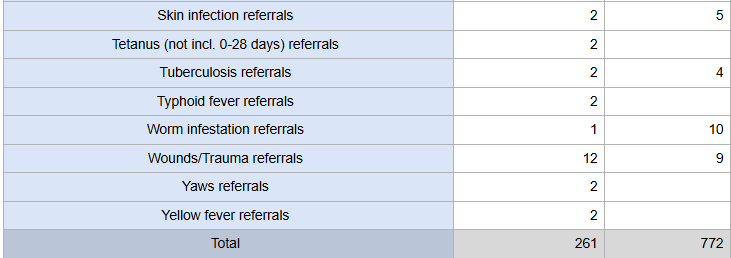 Skin infection referrals 2 5
Tetanus (not incl. 0-28 days) referrals 2
Tuberculosis referrals 2 4
Typhoid fever referrals 2
Worm infestation referrals 1 10
Wounds/Trauma referrals 12 9
Yaws referrals 2
Yellow fever referrals 2
Total 261 772